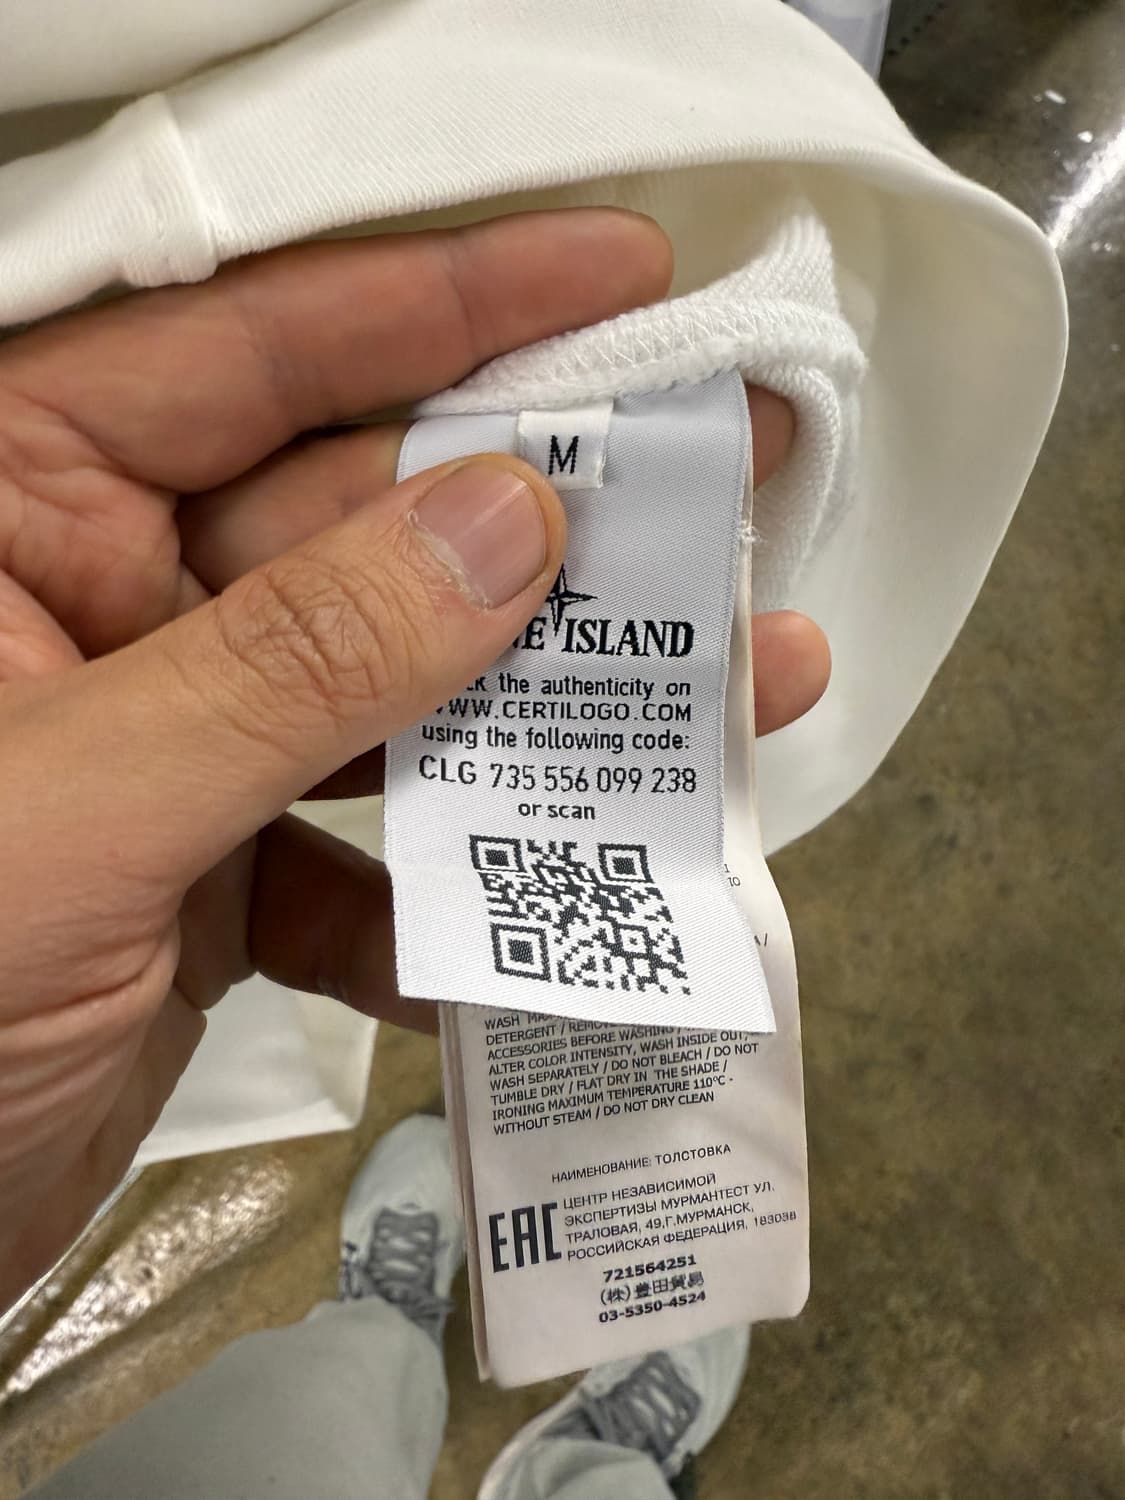 M
ISLAND
the authenticity on
WWW.CERTILOGO.COM
using the following code:
CLG 735 556 099 238
or scan
WASH
DETERGENT /
ACCESSORIES BEFORE WASHING /
ALTER COLOR INTENSITY, WASH INSIDE OUT,
WASH SEPARATELY / DO NOT BLEACH / DO NOT
TUMBLE DRY / FLAT DRY IN THE SHADE /
IRONING MAXIMUM TEMPERATURE 110°C -
WITHOUT STEAM / DO NOT DRY CLEAN
НАИМЕНОВАНИЕ: ТОЛСТОВКА
EAC
ЦЕНТР НЕЗАВИСИМОЙ
ЭКСПЕРТИЗЫ МУРМАНТЕСТ УЛ.
ТРАЛОВАЯ, 49,Г.МУРМАНСК,
РОССИЙСКАЯ ФЕДЕРАЦИЯ, 183038
721564251
(株)豊田貿易
03-5350-4524